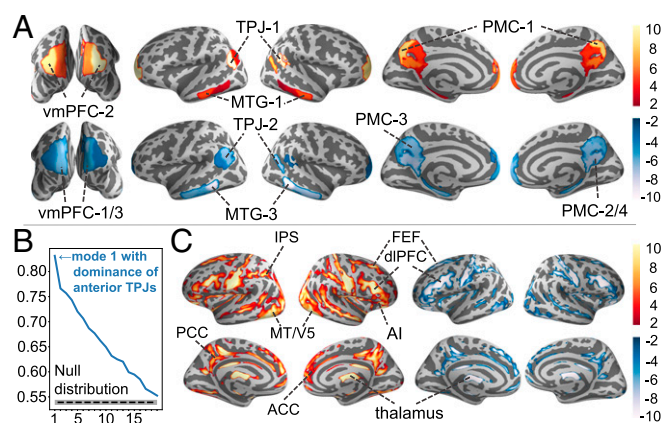 A
TPJ-1
PMC-1
vmPFC-2
MTG-1
10
8
6
4
2
TPJ-2
PMC-3
vmPFC-1/3
MTG-3
PMC-2/4
-2
-4
-6
-8
-10
B
←mode 1 with
dominance of
anterior TPJs
0.80
0.75
0.70
0.65
0.60
0.55
Null
distribution
1 5 10 15
C
IPS
FEF
dlPFC
MT/V5
AI
PCC
ACC
thalamus
10
8
6
4
2
-2
-4
-6
-8
-10